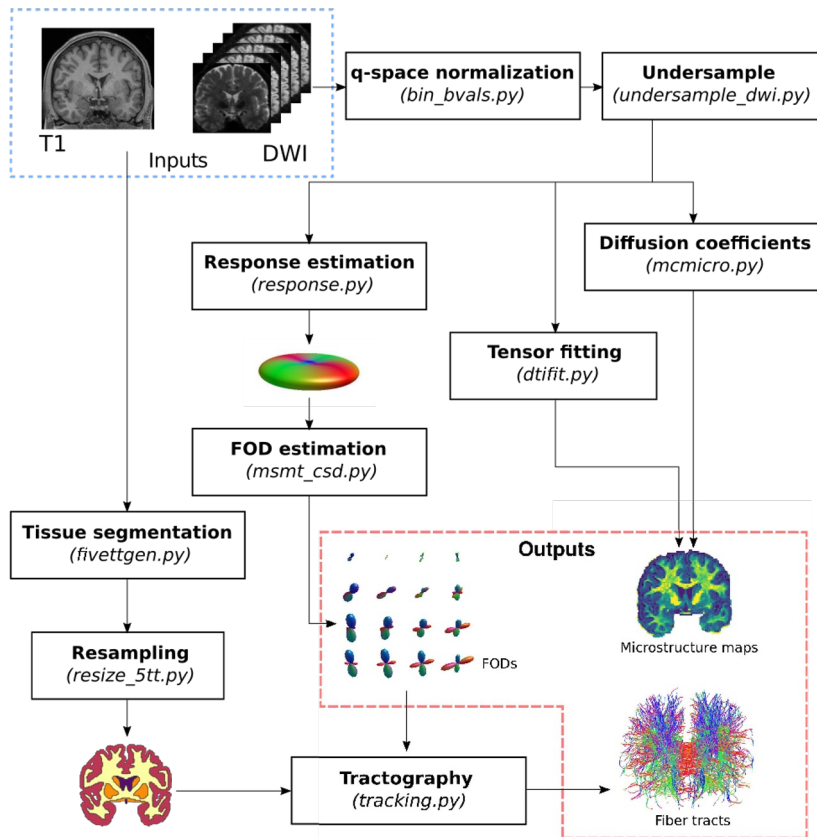 T1
Inputs
DWI
q-space normalization
(bin_bvals.py)
Undersample
(undersample_dwi.py)
Response estimation
(response.py)
Diffusion coefficients
(mcmicro.py)
Tensor fitting
(dtifit.py)
FOD estimation
(msmt_csd.py)
Tissue segmentation
(fivettgen.py)
Outputs
Resampling
(resize_5tt.py)
FODs
Microstructure maps
Tractography
(tracking.py)
Fiber tracts